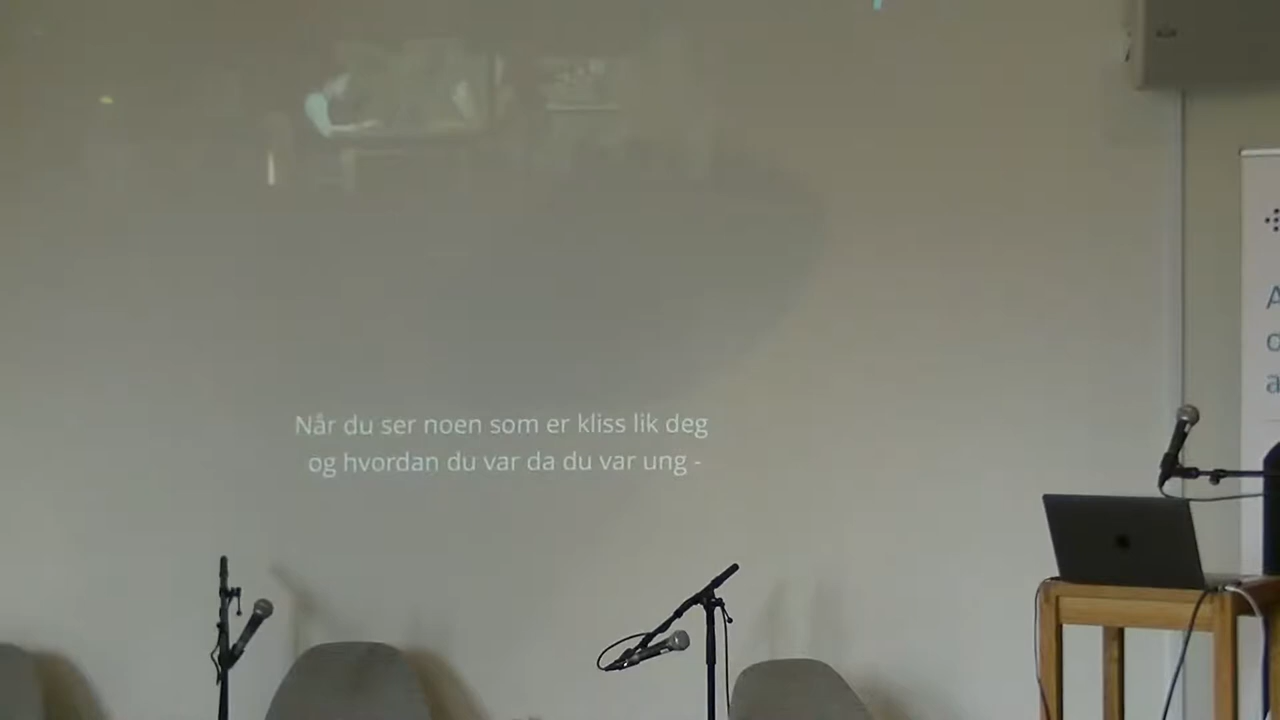 Når du ser noen som er kliss lik deg
og hvordan du var da du var ung -